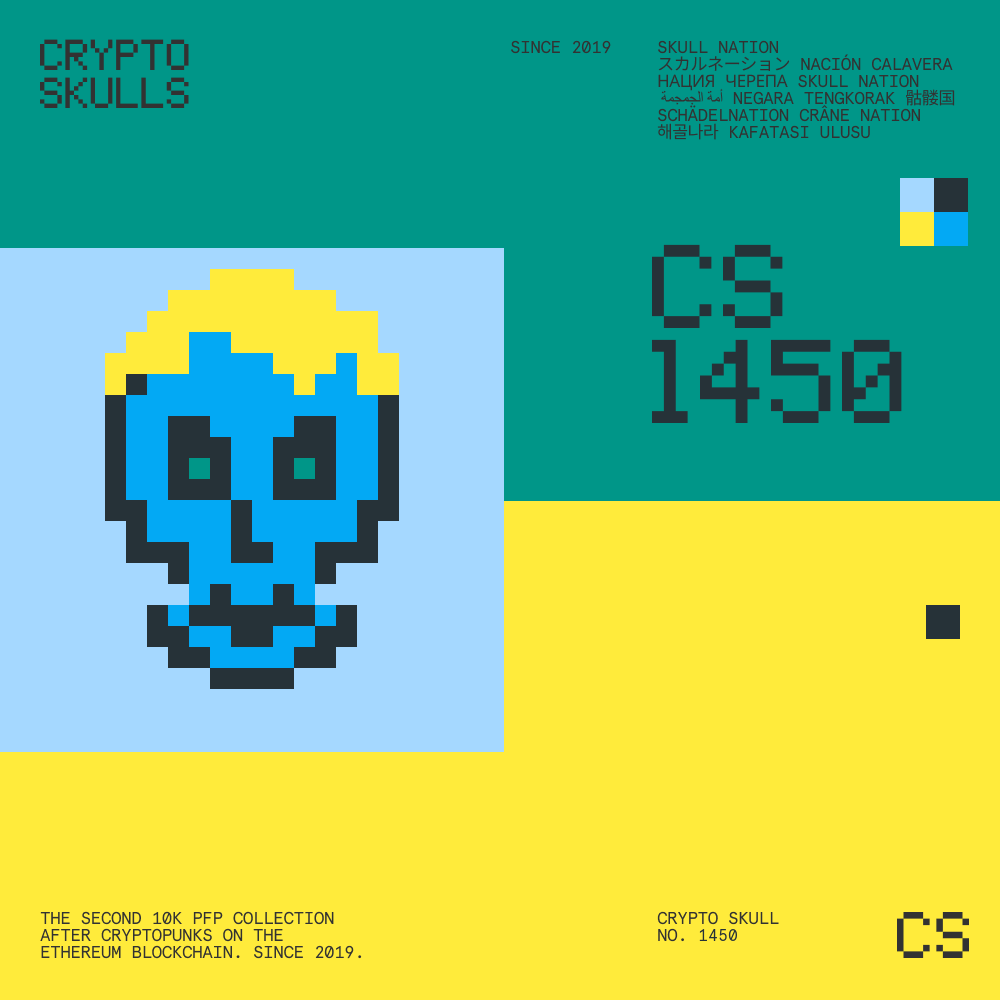 CRYPTO
SKULLS
SINCE 2019
SKULL NATION
スカルネーション NACIÓN CALAVERA
НАЦИЯ ЧЕРЕПА SKULL NATION
أمة الجمجمة NEGARA TENGKORAK 骷髅国
SCHÄDELNATION CRÂNE NATION
해골나라 KAFATASI ULUSU
CS
1450
THE SECOND 10K PFP COLLECTION
AFTER CRYPTOPUNKS ON THE
ETHEREUM BLOCKCHAIN. SINCE 2019.
CRYPTO SKULL
NO. 1450
CS